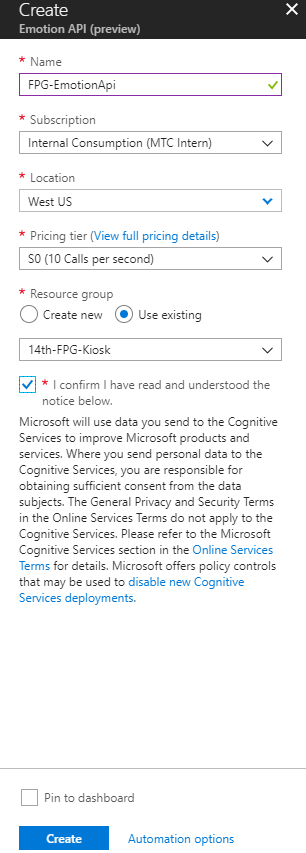 Create
Emotion API (preview)
* Name
FPG-EmotionApi
* Subscription
Internal Consumption (MTC Intern)
* Location
West US
* Pricing tier (View full pricing details)
S0 (10 Calls per second)
* Resource group
Create new Use existing
14th-FPG-Kiosk
* I confirm I have read and understood the
notice below.
Microsoft will use data you send to the Cognitive
Services to improve Microsoft products and
services. Where you send personal data to the
Cognitive Services, you are responsible for
obtaining sufficient consent from the data
subjects. The General Privacy and Security Terms
in the Online Services Terms do not apply to the
Cognitive Services. Please refer to the Microsoft
Cognitive Services section in the Online Services
Terms for details. Microsoft offers policy controls
that may be used to disable new Cognitive
Services deployments.
Pin to dashboard
Create Automation options